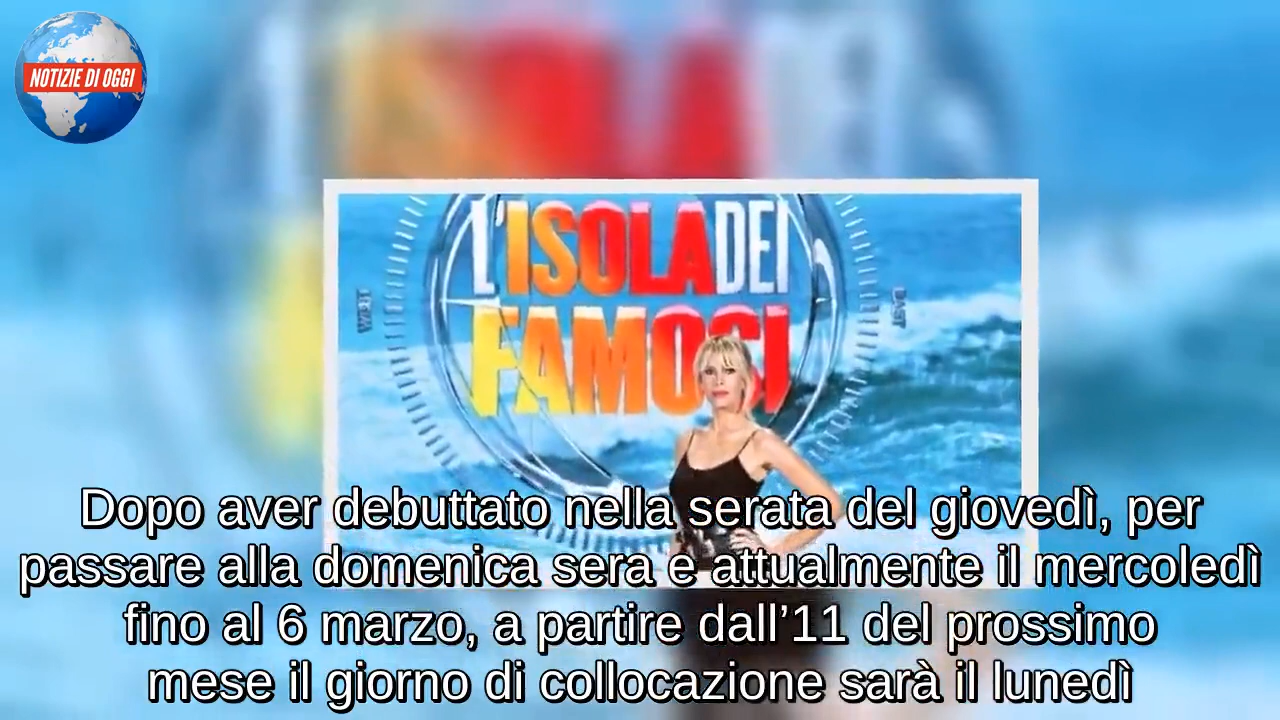 NOTIZIE DI OGGI
L'ISOLA DEI
FAMOSI
WEST
EAST
Dopo aver debuttato nella serata del giovedì, per
passare alla domenica sera e attualmente il mercoledì
fino al 6 marzo, a partire dall’11 del prossimo
mese il giorno di collocazione sarà il lunedì